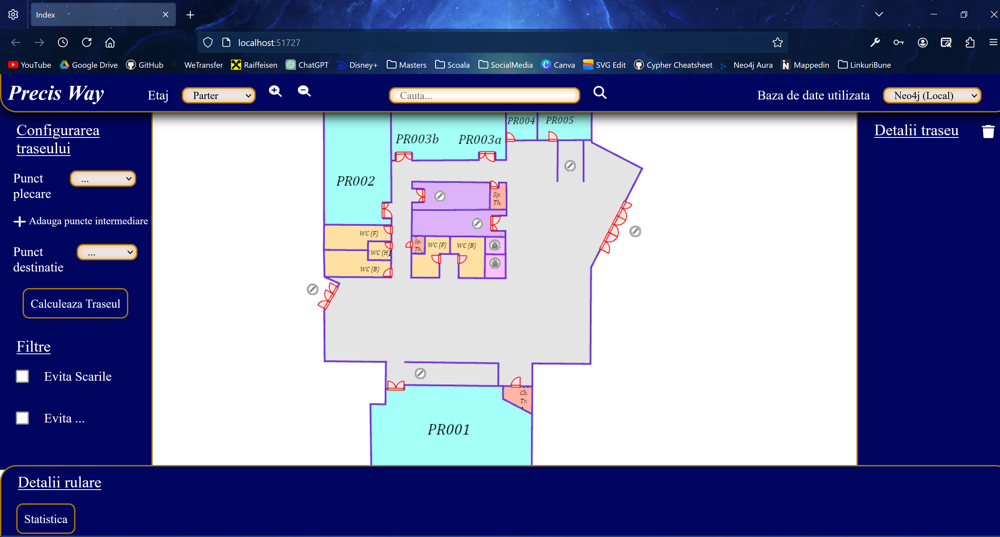 Index
localhost:51727
YouTube Google Drive GitHub WeTransfer Raiffeisen ChatGPT Disney+ Masters Scoala SocialMedia Canva SVG Edit Cypher Cheatsheet Neo4j Aura Mappedin LinkuriBune
Precis Way Etaj Parter Cauta... Baza de date utilizata Neo4j (Local)
Configurarea
traseului
Punct
plecare
...
Adauga puncte intermediare
Punct
destinatie
...
Calculeaza Traseul
Filtre
Evita Scarile
Evita ...
PR004 PR005
PR003b PR003a
PR002
Sp.
Th.
WC (F)
WC (H)
WC (B)
Sp.
Th.
WC (F) WC (B)
Cb.
Tr.
PR001
Detalii traseu
Detalii rulare
Statistica